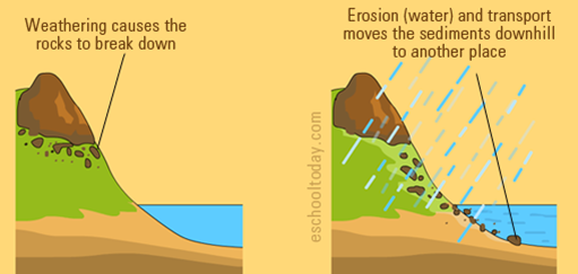 Weathering causes the
rocks to break down
Erosion (water) and transport
moves the sediments downhill
to another place
eschooltoday.com